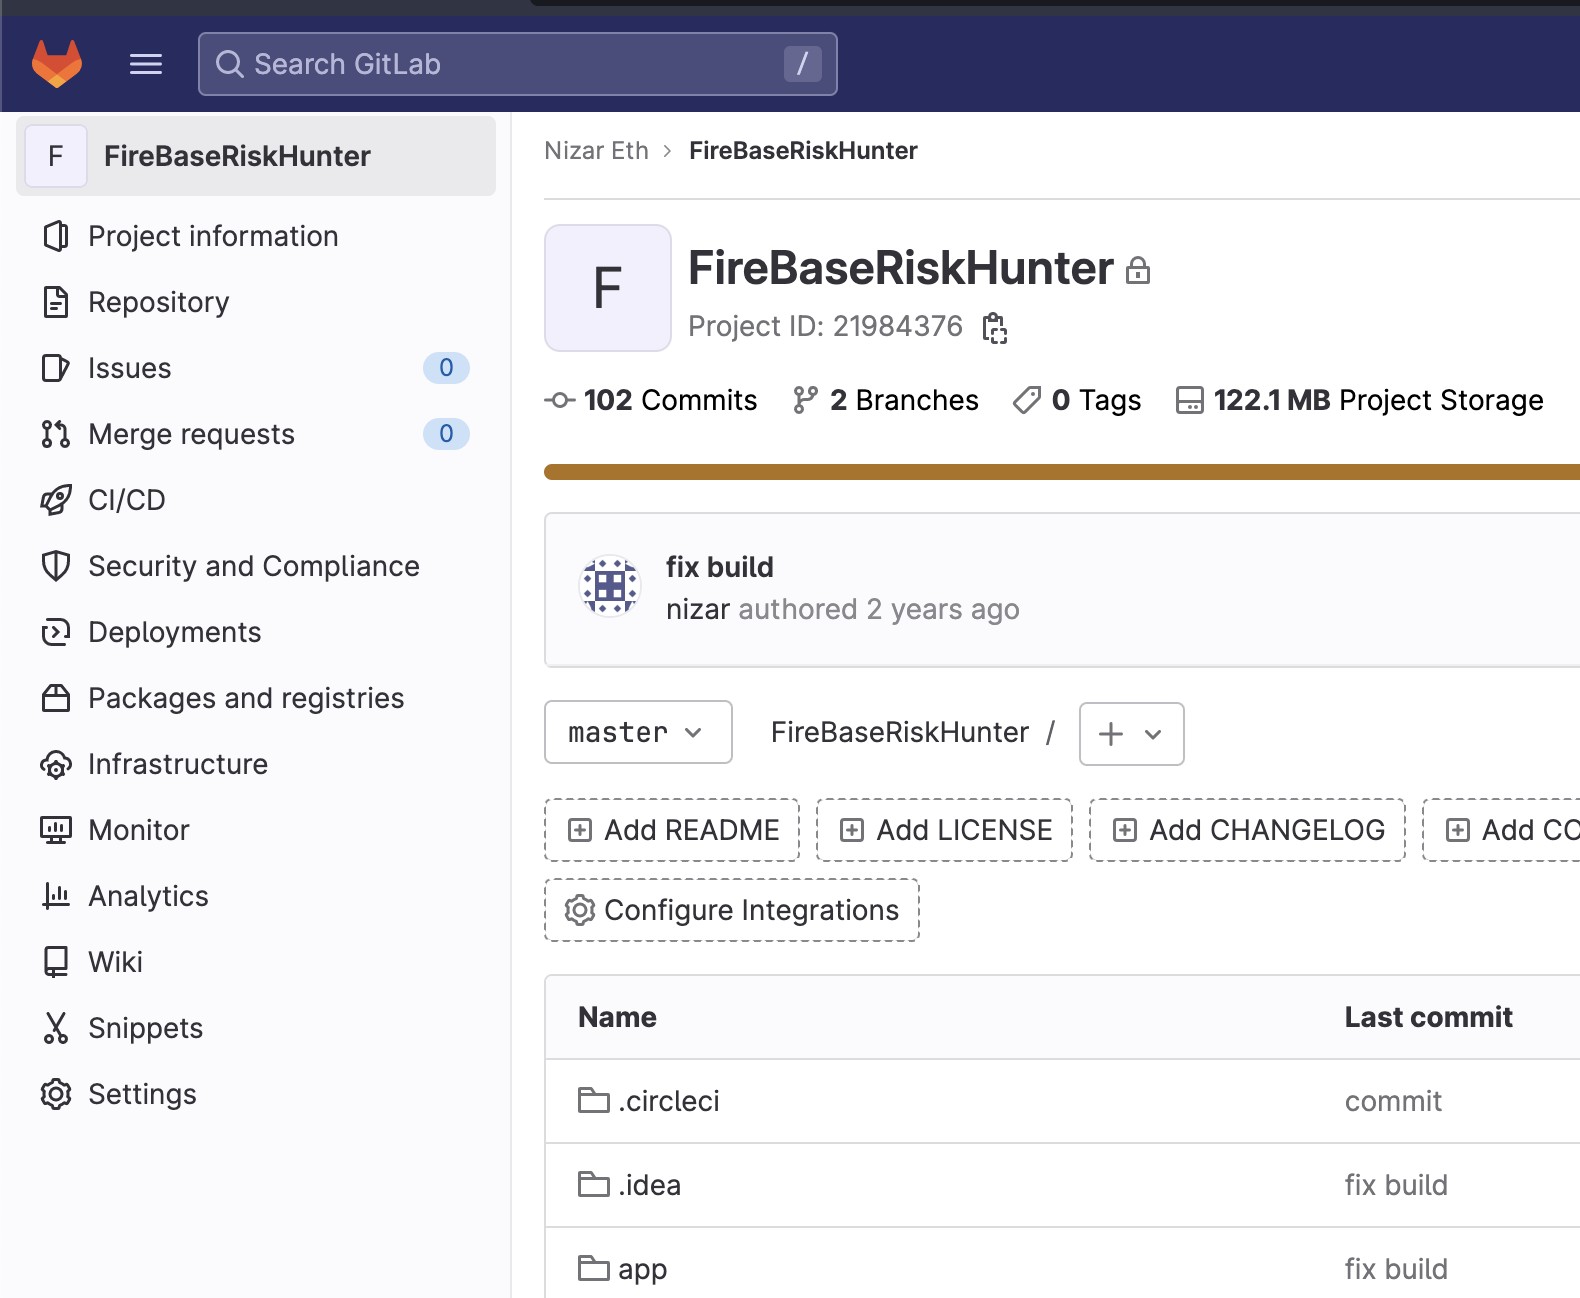 Search GitLab /
F FireBaseRiskHunter
Project information
Repository
Issues 0
Merge requests 0
CI/CD
Security and Compliance
Deployments
Packages and registries
Infrastructure
Monitor
Analytics
Wiki
Snippets
Settings
Nizar Eth > FireBaseRiskHunter
F
FireBaseRiskHunter
Project ID: 21984376
102 Commits 2 Branches 0 Tags 122.1 MB Project Storage
fix build
nizar authored 2 years ago
master FireBaseRiskHunter / +
Add README Add LICENSE Add CHANGELOG Add CO
Configure Integrations
Name Last commit
.circleci commit
.idea fix build
app fix build